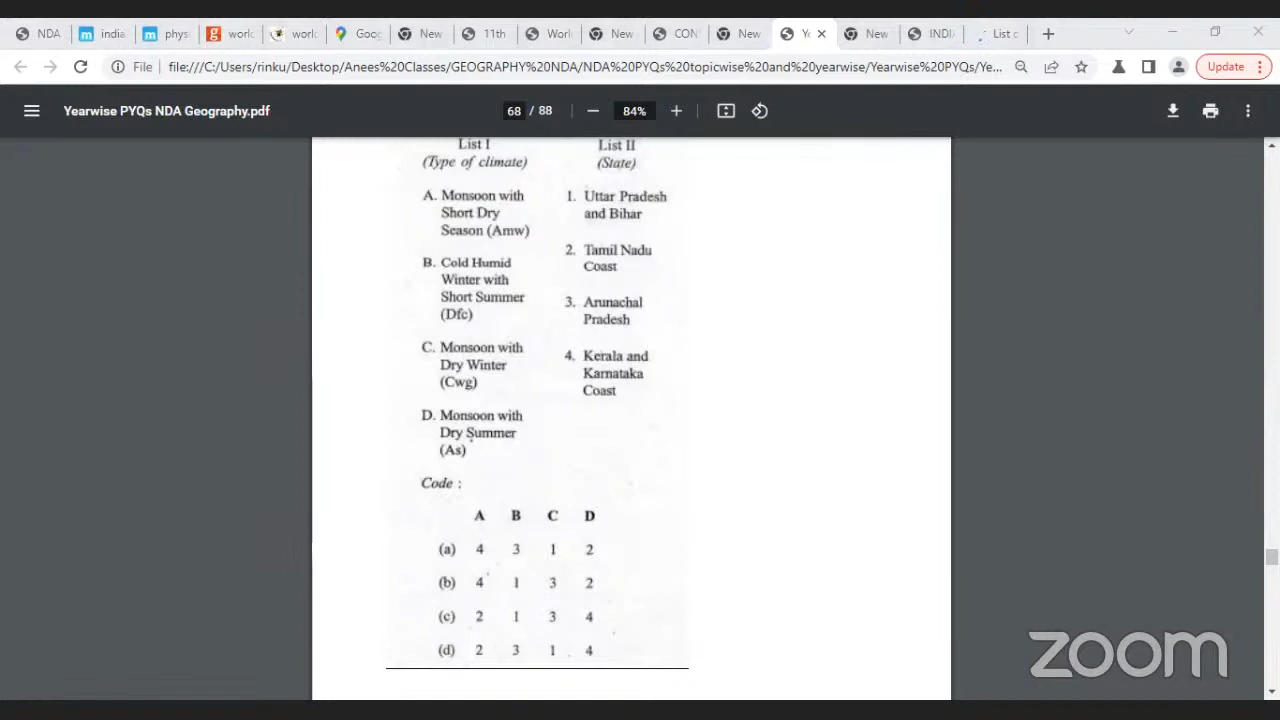 NDA
india
phys
worl
worl
Goog
New
11th
Worl
New
CON
New
Ye
New
INDI
List o
File
file:///C:/Users/rinku/Desktop/Anees%20Classes/GEOGRAPHY%20NDA/NDA%20PYQs%20topicwise%20and%20yearwise/Yearwise%20PYQs/Ye...
Update
Yearwise PYQs NDA Geography.pdf
68 / 88
84%
List I
List II
(Type of climate)
(State)
A. Monsoon with
Short Dry
Season (Amw)
1. Uttar Pradesh
and Bihar
B. Cold Humid
Winter with
Short Summer
(Dfc)
2. Tamil Nadu
Coast
3. Arunachal
Pradesh
C. Monsoon with
Dry Winter
(Cwg)
4. Kerala and
Karnataka
Coast
D. Monsoon with
Dry Summer
(As)
Code :
A B C D
(a) 4 3 1 2
(b) 4 1 3 2
(c) 2 1 3 4
(d) 2 3 1 4
zoom